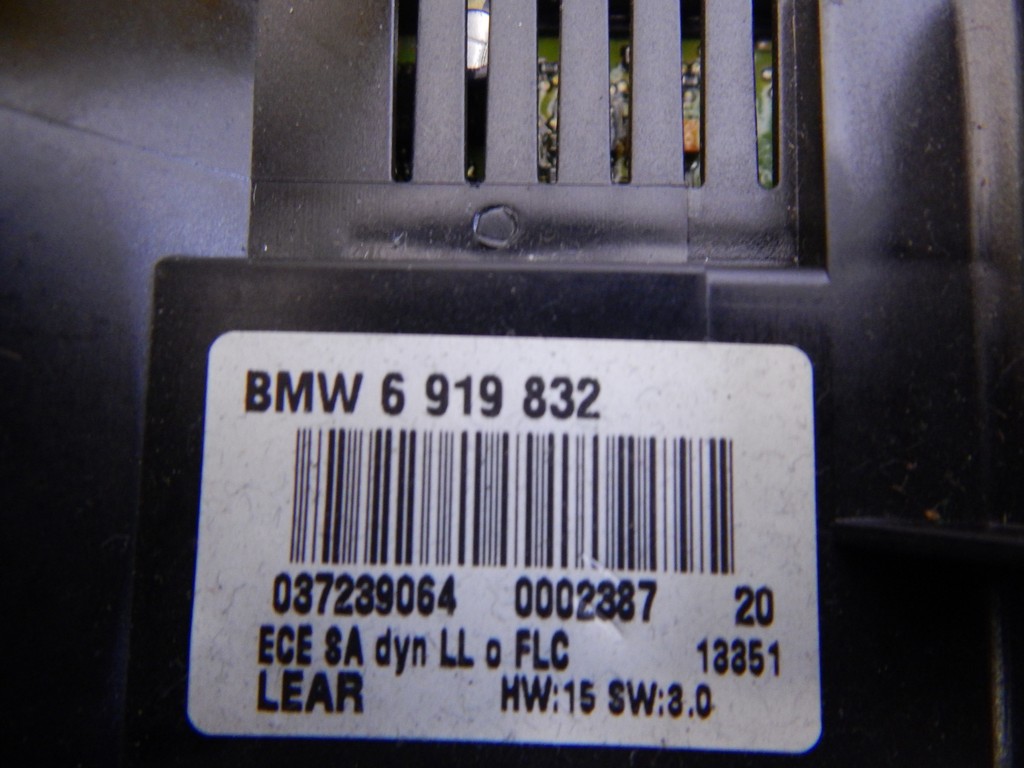 BMW 6 919 832
037239064 0002387 20
ECE SA dyn LL o FLC 13351
LEAR HW:15 SW:3.0